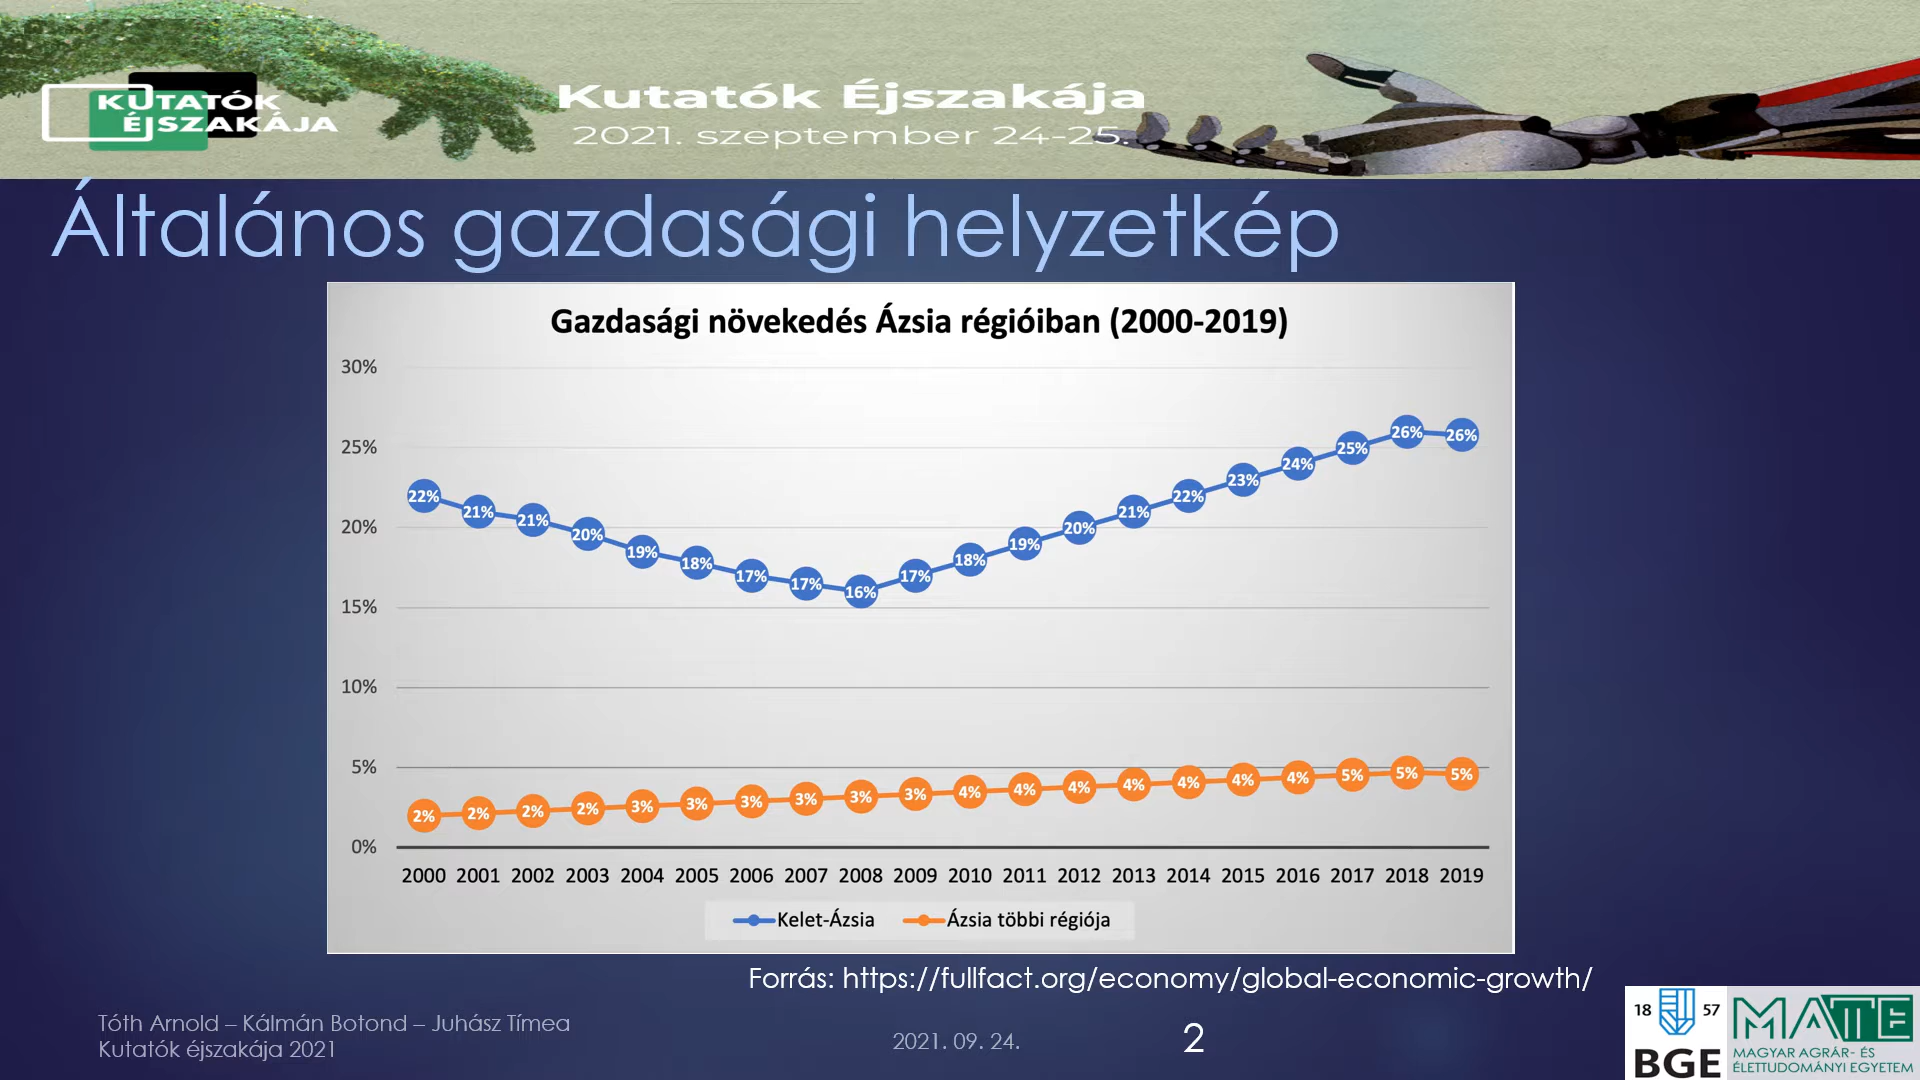 KUTATÓK
ÉJSZAKÁJA
Kutatók Éjszakája
2021. szeptember 24-25.
Általános gazdasági helyzetkép
Gazdasági növekedés Ázsia régióiban (2000-2019)
30%
25%
20%
15%
10%
5%
0%
22% 21% 21% 20% 19% 18% 17% 17% 16% 17% 18% 19% 20% 21% 22% 23% 24% 25% 26% 26%
2% 2% 2% 2% 3% 3% 3% 3% 3% 3% 4% 4% 4% 4% 4% 4% 4% 5% 5% 5%
2000 2001 2002 2003 2004 2005 2006 2007 2008 2009 2010 2011 2012 2013 2014 2015 2016 2017 2018 2019
Kelet-Ázsia Ázsia többi régiója
Forrás: https://fullfact.org/economy/global-economic-growth/
Tóth Arnold – Kálmán Botond – Juhász Tímea
Kutatók éjszakája 2021
2021. 09. 24.
2
18 57
BGE
MATE
MAGYAR AGRÁR- ÉS
ÉLETTUDOMÁNYI EGYETEM